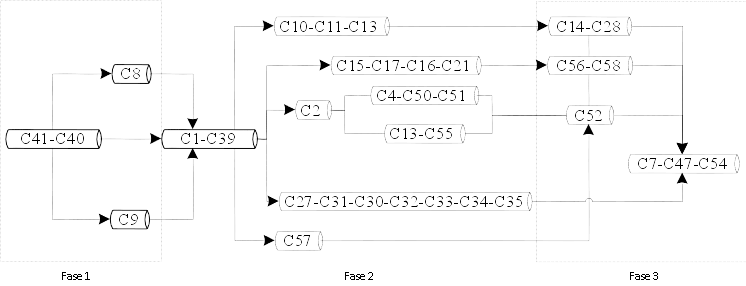 C10-C11-C13
C14-C28
C8
C15-C17-C16-C21
C56-C58
C4-C50-C51
C2
C52
C41-C40
C1-C39
C13-C55
C7-C47-C54
C27-C31-C30-C32-C33-C34-C35
C9
C57
Fase 1
Fase 2
Fase 3